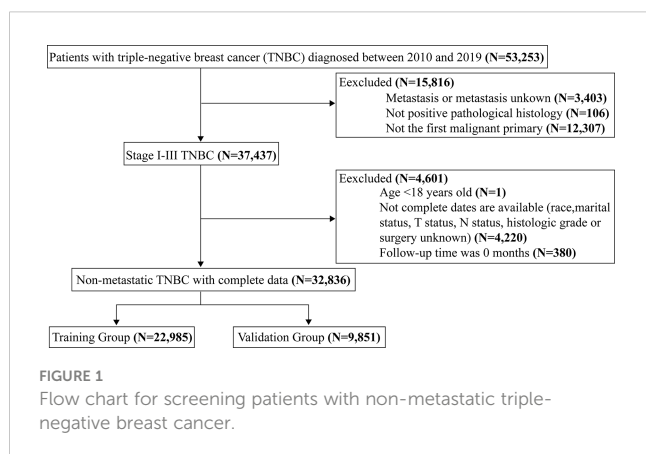 Patients with triple-negative breast cancer (TNBC) diagnosed between 2010 and 2019 (N=53,253)
Eexcluded (N=15,816)
Metastasis or metastasis unkown (N=3,403)
Not positive pathological histology (N=106)
Not the first malignant primary (N=12,307)
Stage I-III TNBC (N=37,437)
Eexcluded (N=4,601)
Age <18 years old (N=1)
Not complete dates are available (race,marital
status, T status, N status, histologic grade or
surgery unknown) (N=4,220)
Follow-up time was 0 months (N=380)
Non-metastatic TNBC with complete data (N=32,836)
Training Group (N=22,985)
Validation Group (N=9,851)
FIGURE 1
Flow chart for screening patients with non-metastatic triple-
negative breast cancer.